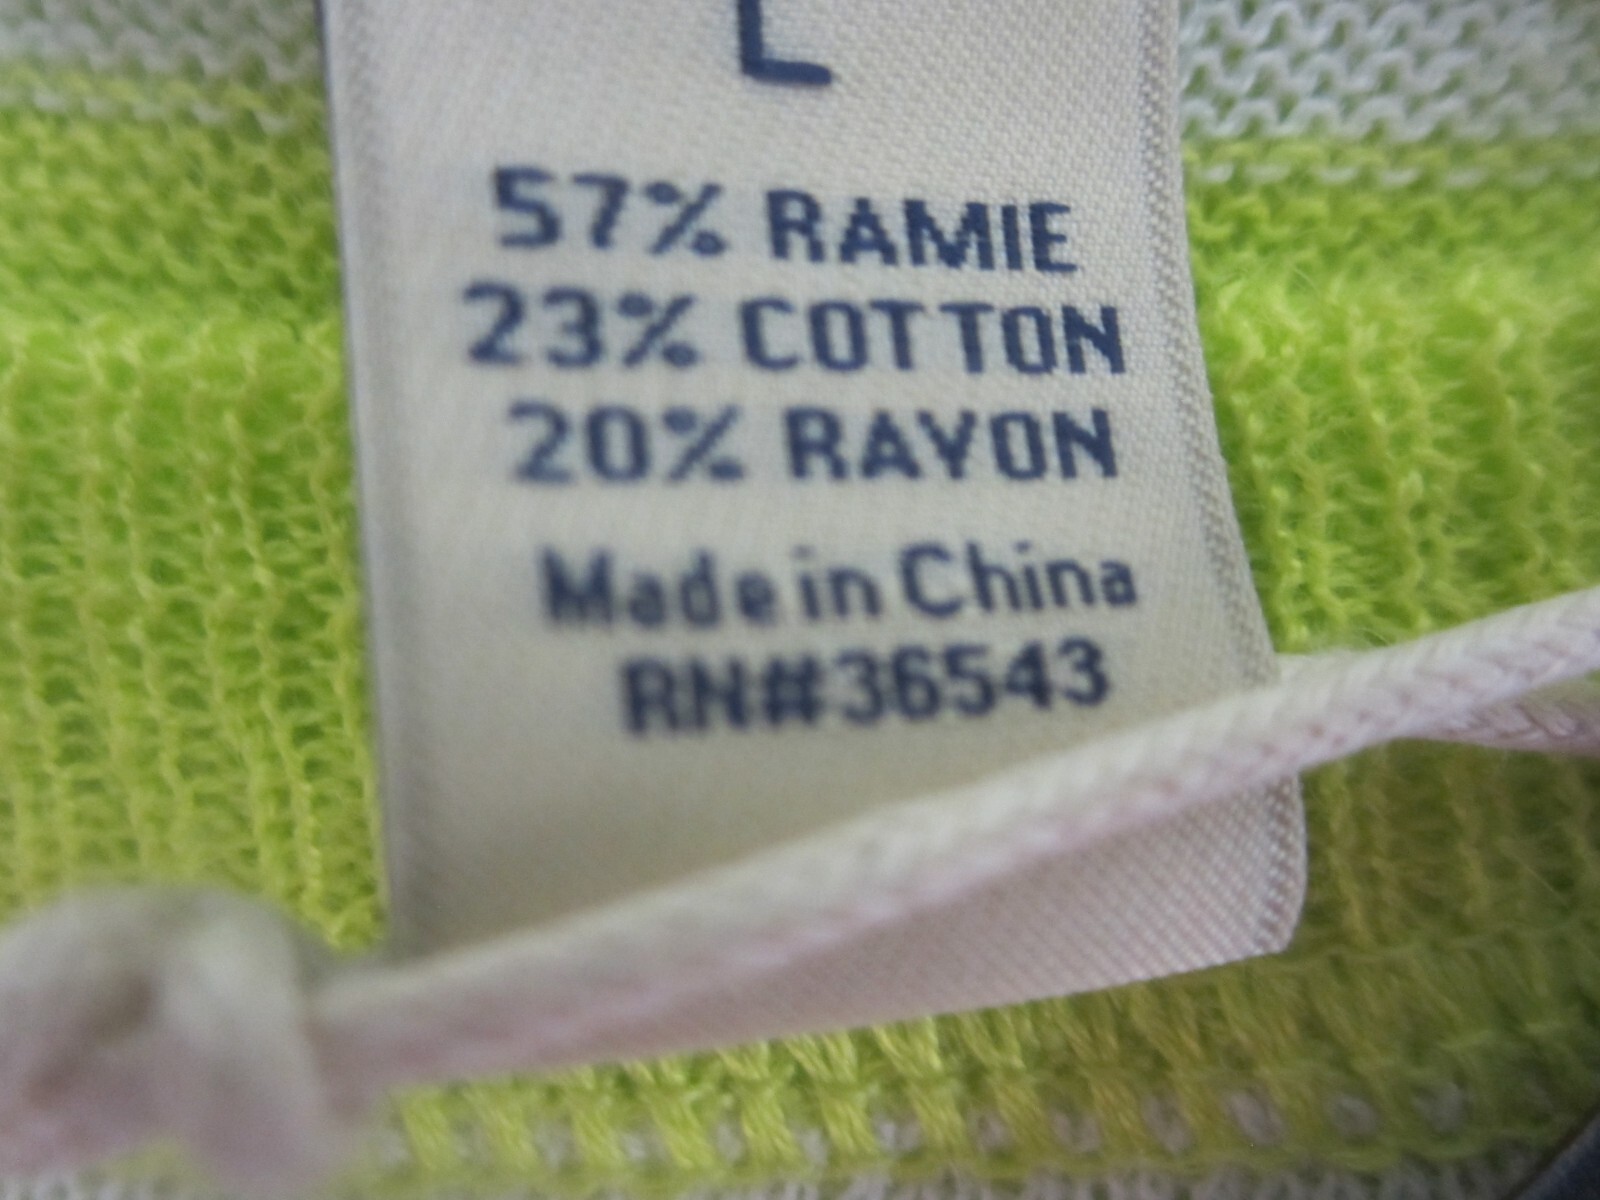 L
57% RAMIE
23% COTTON
20% RAYON
Made in China
RN#36543